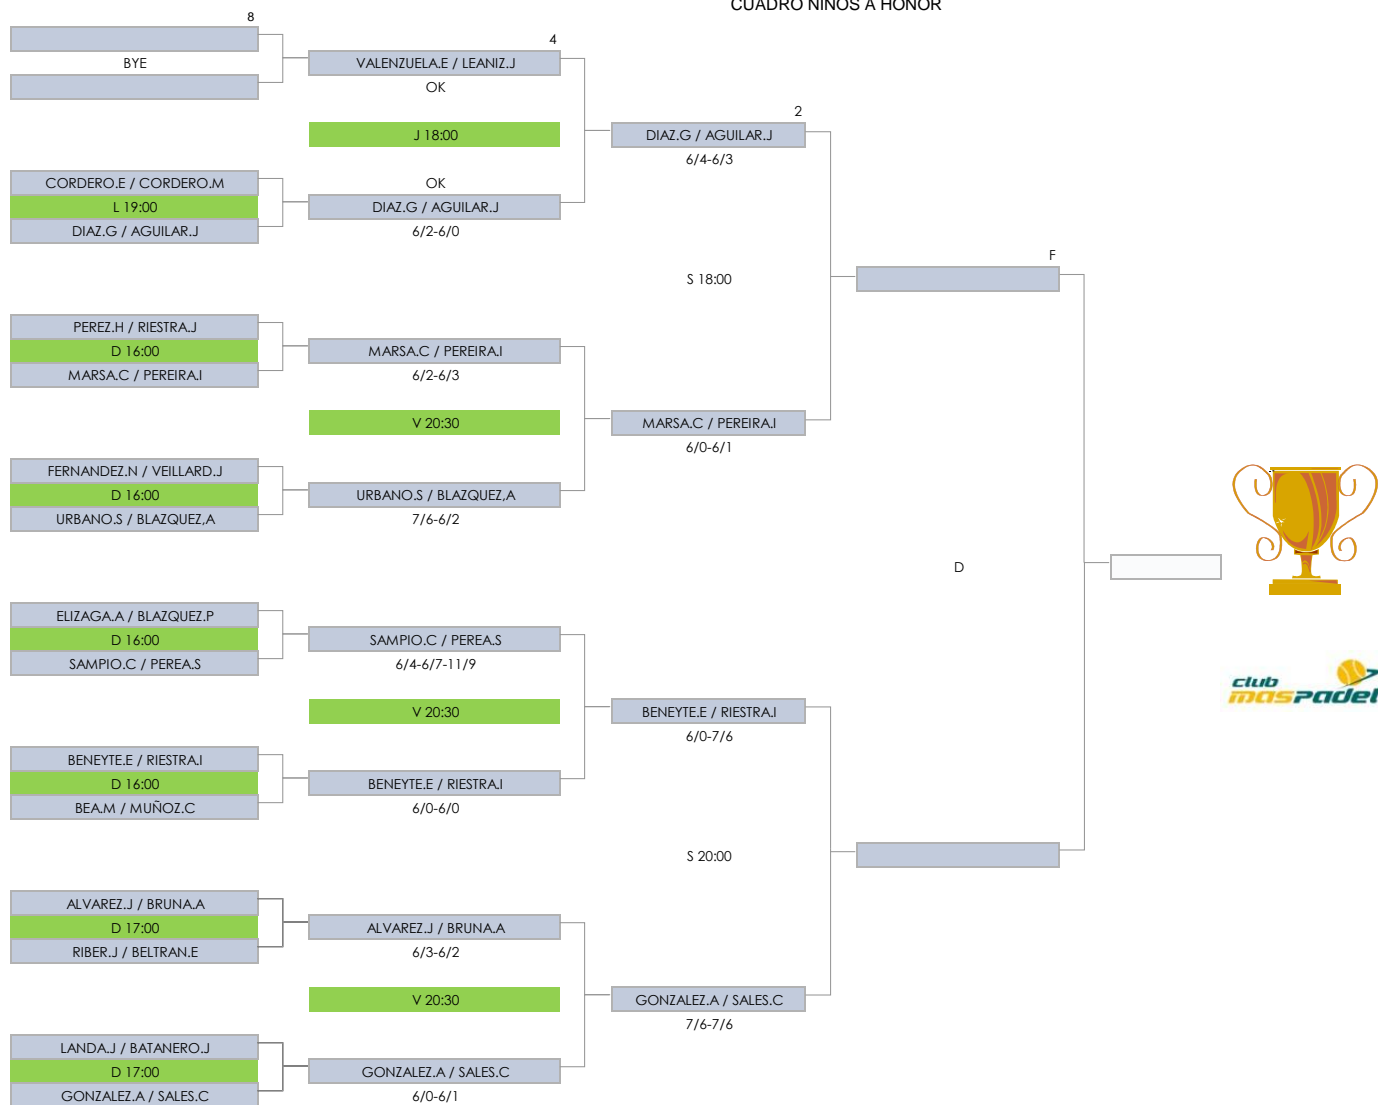 CUADRO NIÑOS A HONOR
8
BYE
CORDERO.E / CORDERO.M
L 19:00
DIAZ.G / AGUILAR.J
PEREZ.H / RIESTRA.J
D 16:00
MARSA.C / PEREIRA.I
FERNANDEZ.N / VEILLARD.J
D 16:00
URBANO.S / BLAZQUEZ,A
ELIZAGA.A / BLAZQUEZ.P
D 16:00
SAMPIO.C / PEREA.S
BENEYTE.E / RIESTRA.I
D 16:00
BEA.M / MUÑOZ.C
ALVAREZ.J / BRUNA.A
D 17:00
RIBER.J / BELTRAN.E
LANDA.J / BATANERO.J
D 17:00
GONZALEZ.A / SALES.C
4
VALENZUELA.E / LEANIZ.J
OK
J 18:00
OK
DIAZ.G / AGUILAR.J
6/2-6/0
MARSA.C / PEREIRA.I
6/2-6/3
V 20:30
URBANO.S / BLAZQUEZ,A
7/6-6/2
SAMPIO.C / PEREA.S
6/4-6/7-11/9
V 20:30
BENEYTE.E / RIESTRA.I
6/0-6/0
ALVAREZ.J / BRUNA.A
6/3-6/2
V 20:30
GONZALEZ.A / SALES.C
6/0-6/1
2
DIAZ.G / AGUILAR.J
6/4-6/3
S 18:00
MARSA.C / PEREIRA.I
6/0-6/1
BENEYTE.E / RIESTRA.I
6/0-7/6
S 20:00
GONZALEZ.A / SALES.C
7/6-7/6
F
D
club
maspadel